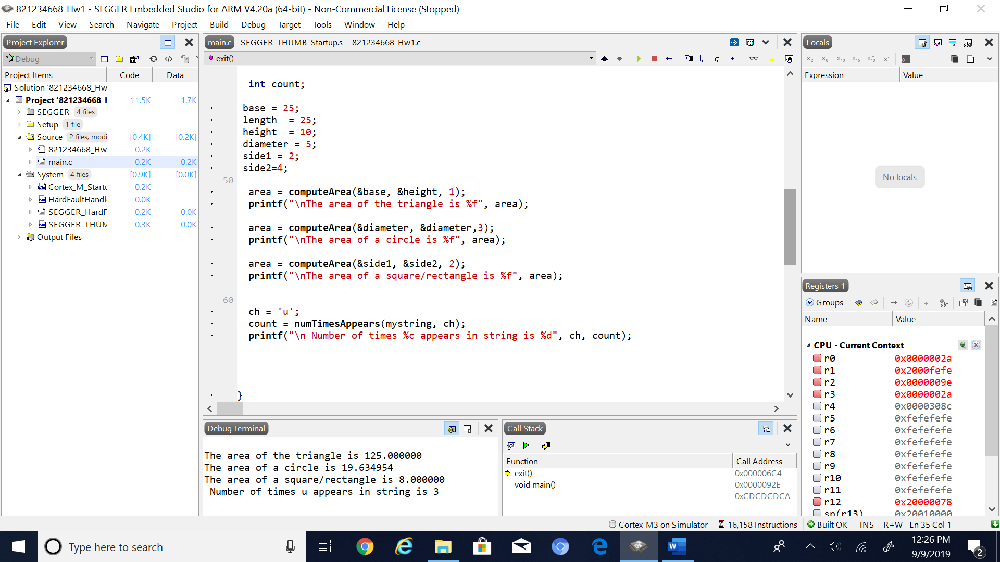 821234668_Hw1 - SEGGER Embedded Studio for ARM V4.20a (64-bit) - Non-Commercial License (Stopped)
File Edit View Search Navigate Project Build Debug Target Tools Window Help
Project Explorer
Debug
Project Items Code Data
Solution '821234668_Hw
Project '821234668_I 11.5K 1.7K
SEGGER 4 files
Setup 1 file
Source 2 files, modi [0.4K] [0.2K]
821234668_Hw 0.2K
main.c 0.2K 0.2K
System 4 files [0.9K] [0.0K]
Cortex_M_Startu 0.2K
HardFaultHandl 0.0K
SEGGER_HardF 0.2K 0.0K
SEGGER_THUM 0.3K 0.0K
Output Files
main.c SEGGER_THUMB_Startup.s 821234668_Hw1.c
exit()
int count;
base = 25;
length  = 25;
height  = 10;
diameter = 5;
side1 = 2;
side2=4;
50
area = computeArea(&base, &height, 1);
printf("\nThe area of the triangle is %f", area);
area = computeArea(&diameter, &diameter,3);
printf("\nThe area of a circle is %f", area);
area = computeArea(&side1, &side2, 2);
printf("\nThe area of a square/rectangle is %f", area);
60
ch = 'u';
count = numTimesAppears(mystring, ch);
printf("\n Number of times %c appears in string is %d", ch, count);
}
Debug Terminal
The area of the triangle is 125.000000
The area of a circle is 19.634954
The area of a square/rectangle is 8.000000
Number of times u appears in string is 3
Call Stack
Function Call Address
exit() 0x000006C4
void main() 0x0000092E
0xCDCDCDCA
Locals
x2 x8 x10 x16 x±10 'x'
Expression Value
No locals
Registers 1
Groups
Name Value
CPU - Current Context
r0 0x0000002a
r1 0x2000fefe
r2 0x0000009e
r3 0x0000002a
r4 0x0000308c
r5 0xfefefefe
r6 0xfefefefe
r7 0xfefefefe
r8 0xfefefefe
r9 0xfefefefe
r10 0xfefefefe
r11 0xfefefefe
r12 0x20000078
sp(r13) 0x20010000
Cortex-M3 on Simulator 16,158 Instructions Built OK INS R+W Ln 35 Col 1
Type here to search
12:26 PM
9/9/2019
2